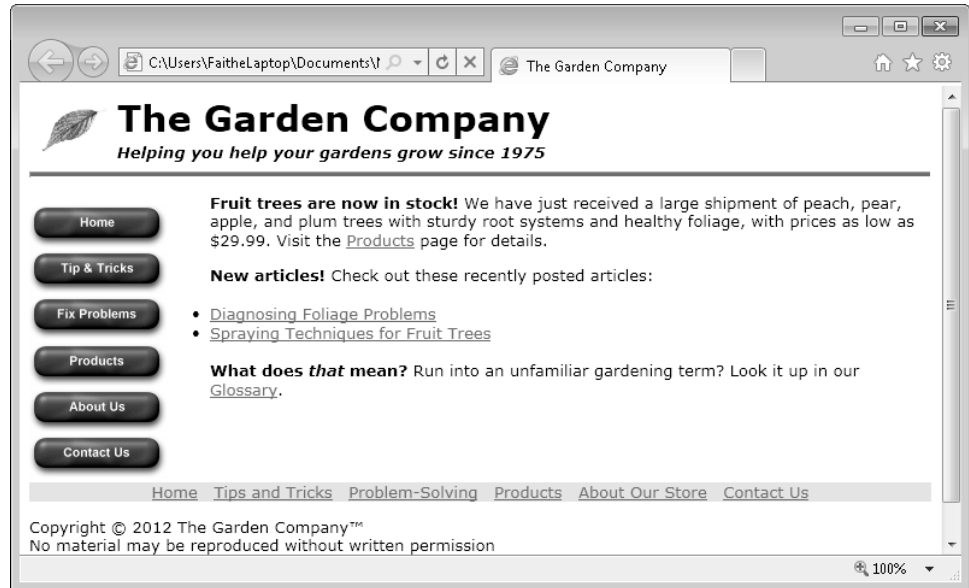 C:\Users\FaitheLaptop\Documents\
The Garden Company
The Garden Company
Helping you help your gardens grow since 1975
Home
Tip & Tricks
Fix Problems
Products
About Us
Contact Us
Fruit trees are now in stock! We have just received a large shipment of peach, pear,
apple, and plum trees with sturdy root systems and healthy foliage, with prices as low as
$29.99. Visit the Products page for details.
New articles! Check out these recently posted articles:
• Diagnosing Foliage Problems
• Spraying Techniques for Fruit Trees
What does that mean? Run into an unfamiliar gardening term? Look it up in our
Glossary.
Home Tips and Tricks Problem-Solving Products About Our Store Contact Us
Copyright © 2012 The Garden Company™
No material may be reproduced without written permission
100%